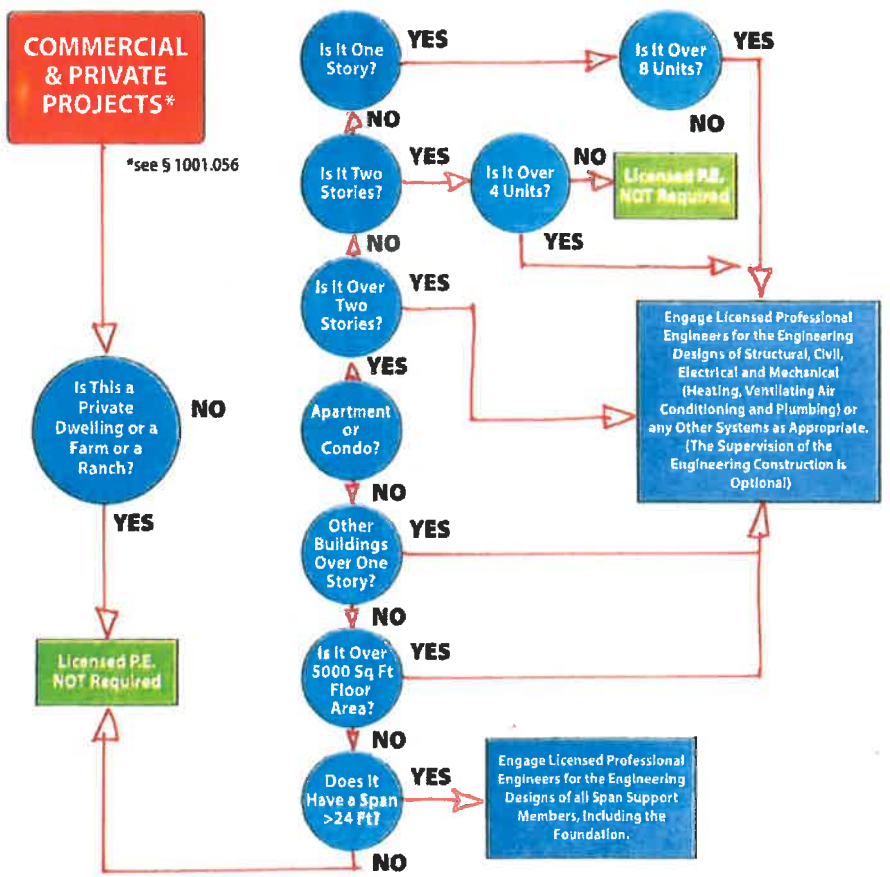 COMMERCIAL
& PRIVATE
PROJECTS*
*see § 1001.056
Is This a
Private
Dwelling or a
Farm or a
Ranch?
NO
YES
Licensed P.E.
NOT Required
Is It One
Story?
YES
Is It Over
8 Units?
YES
NO
NO
Is It Two
Stories?
YES
Is It Over
4 Units?
NO
Licensed P.E.
NOT Required
YES
NO
Is It Over
Two
Stories?
YES
Engage Licensed Professional
Engineers for the Engineering
Designs of Structural, Civil,
Electrical and Mechanical
(Heating, Ventilating Air
Conditioning and Plumbing) or
any Other Systems as Appropriate.
(The Supervision of the
Engineering Construction is
Optional)
YES
Apartment
or
Condo?
NO
Other
Buildings
Over One
Story?
YES
NO
Is It Over
5000 Sq Ft
Floor
Area?
YES
NO
Does It
Have a Span
>24 Ft?
YES
Engage Licensed Professional
Engineers for the Engineering
Designs of all Span Support
Members, Including the
Foundation.
NO